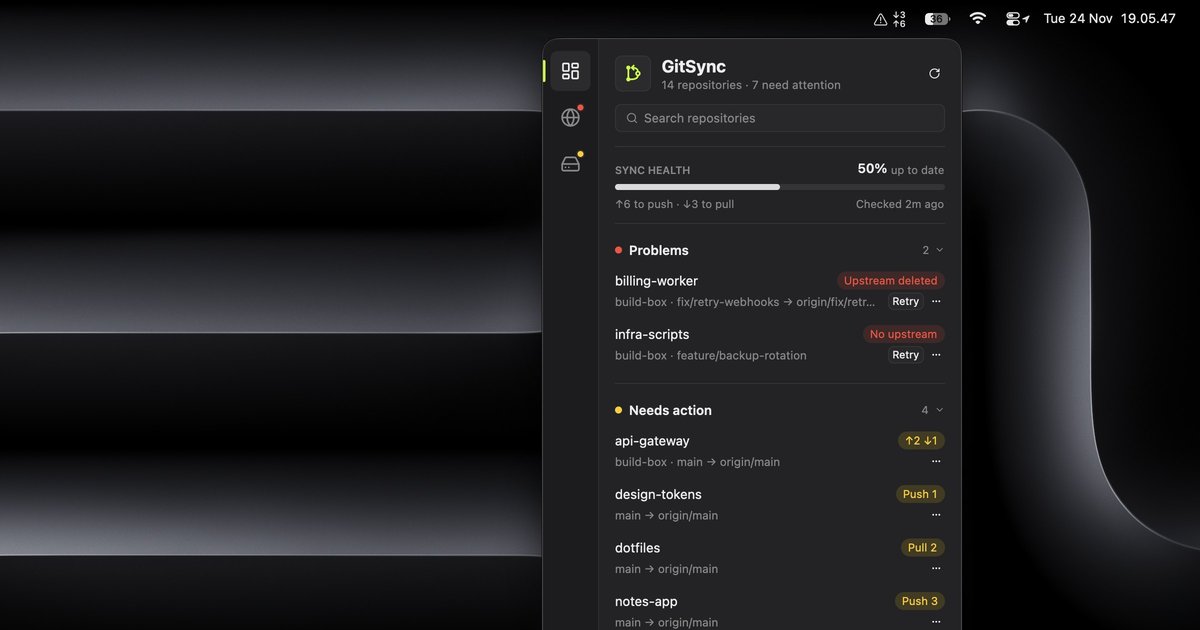 ↓3
↑6
36
Tue 24 Nov 19.05.47
GitSync
14 repositories · 7 need attention
Search repositories
SYNC HEALTH
50% up to date
↑6 to push · ↓3 to pull
Checked 2m ago
Problems
2
billing-worker
Upstream deleted
build-box · fix/retry-webhooks → origin/fix/retr...
Retry
···
infra-scripts
No upstream
build-box · feature/backup-rotation
Retry
···
Needs action
4
api-gateway
↑2 ↓1
build-box · main → origin/main
···
design-tokens
Push 1
main → origin/main
···
dotfiles
Pull 2
main → origin/main
···
notes-app
Push 3
main → origin/main
···